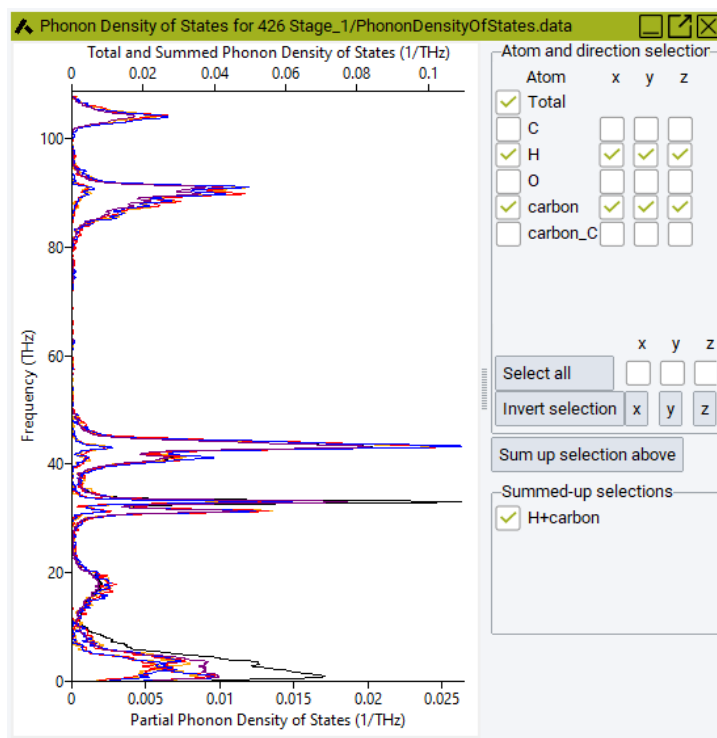 Phonon Density of States for 426 Stage_1/PhononDensityOfStates.data
Total and Summed Phonon Density of States (1/THz)
0 0.02 0.04 0.06 0.08 0.1
100
80
60
40
20
0
Frequency (THz)
0 0.005 0.01 0.015 0.02 0.025
Partial Phonon Density of States (1/THz)
Atom and direction selection
Atom x y z
Total
C
H
O
carbon
carbon_C
x y z
Select all
Invert selection x y z
Sum up selection above
Summed-up selections
H+carbon